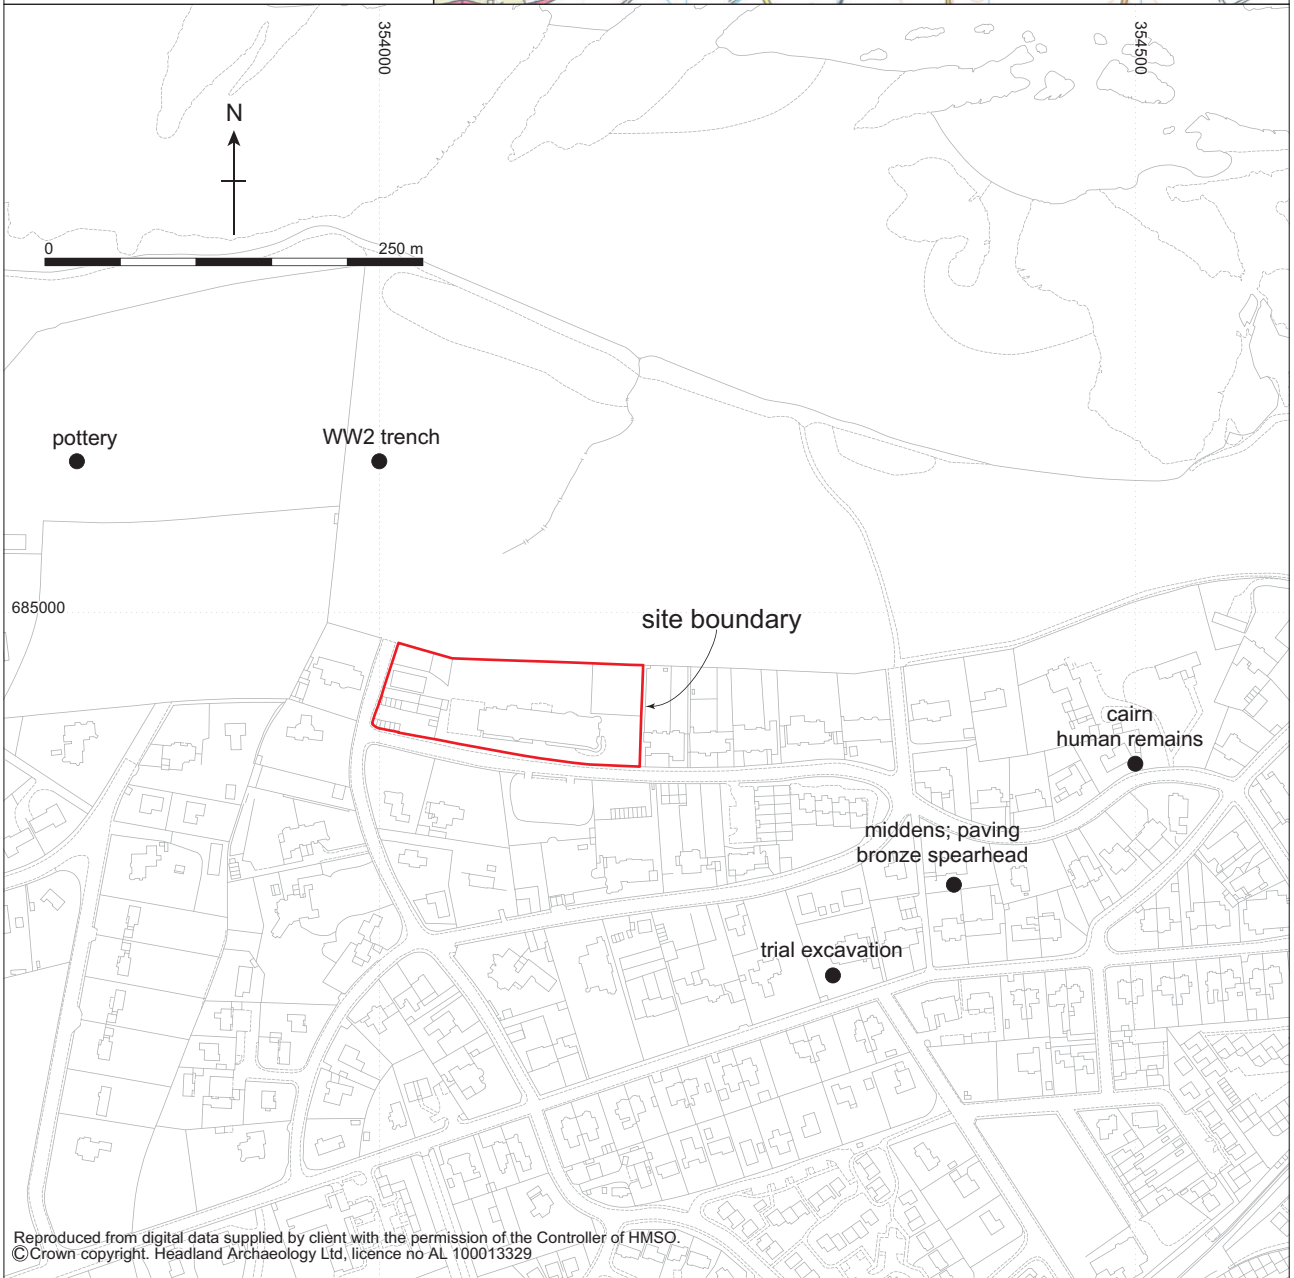 354000
354500
N
0
250 m
pottery
WW2 trench
685000
site boundary
cairn
human remains
middens; paving
bronze spearhead
trial excavation
Reproduced from digital data supplied by client with the permission of the Controller of HMSO.
©Crown copyright. Headland Archaeology Ltd, licence no AL 100013329